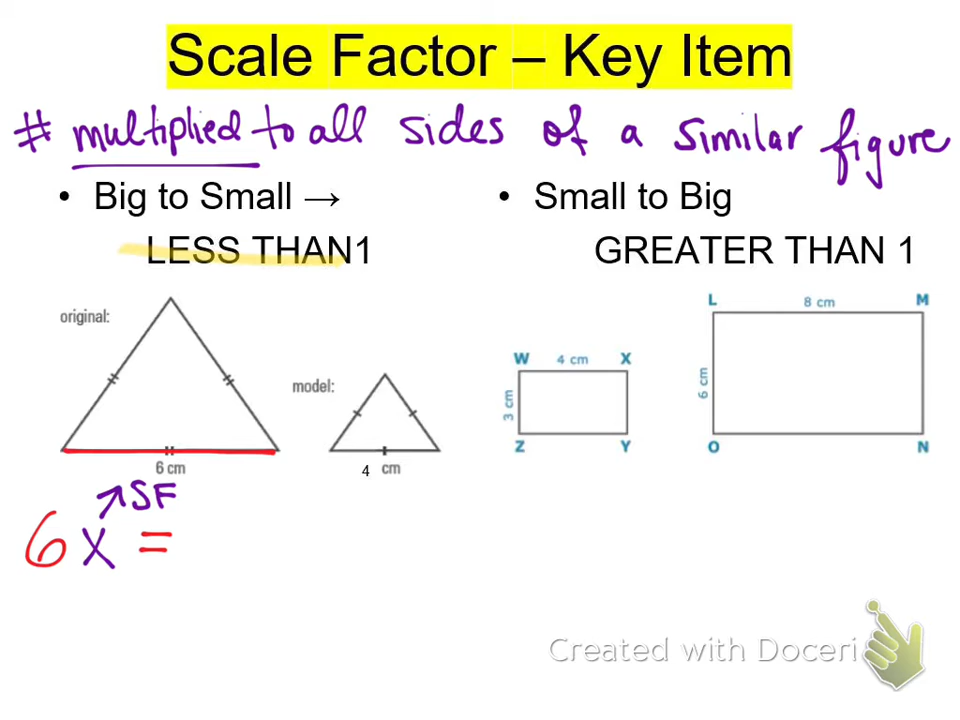 Scale Factor – Key Item
# multiplied to all sides of a similar figure
• Big to Small →
LESS THAN1
• Small to Big
GREATER THAN 1
original:
6 cm
model:
4 cm
W 4 cm X
3 cm
Z Y
L 8 cm M
6 cm
O N
↗ SF
6 x =
Created with Doceri